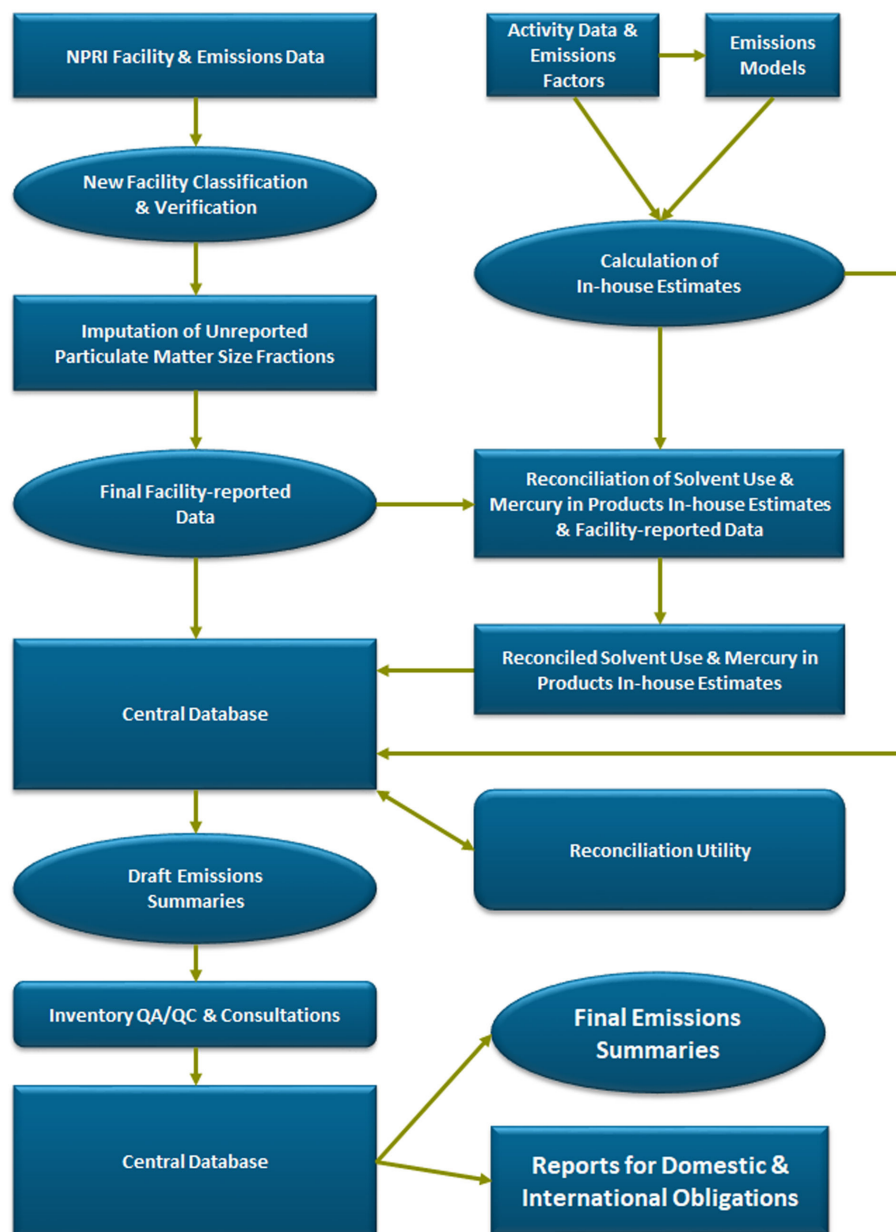 NPRI Facility & Emissions Data
Activity Data &
Emissions
Factors
Emissions
Models
New Facility Classification
& Verification
Calculation of
In-house Estimates
Imputation of Unreported
Particulate Matter Size Fractions
Final Facility-reported
Data
Reconciliation of Solvent Use &
Mercury in Products In-house Estimates
& Facility-reported Data
Reconciled Solvent Use & Mercury in
Products In-house Estimates
Central Database
Reconciliation Utility
Draft Emissions
Summaries
Inventory QA/QC & Consultations
Final Emissions
Summaries
Central Database
Reports for Domestic &
International Obligations